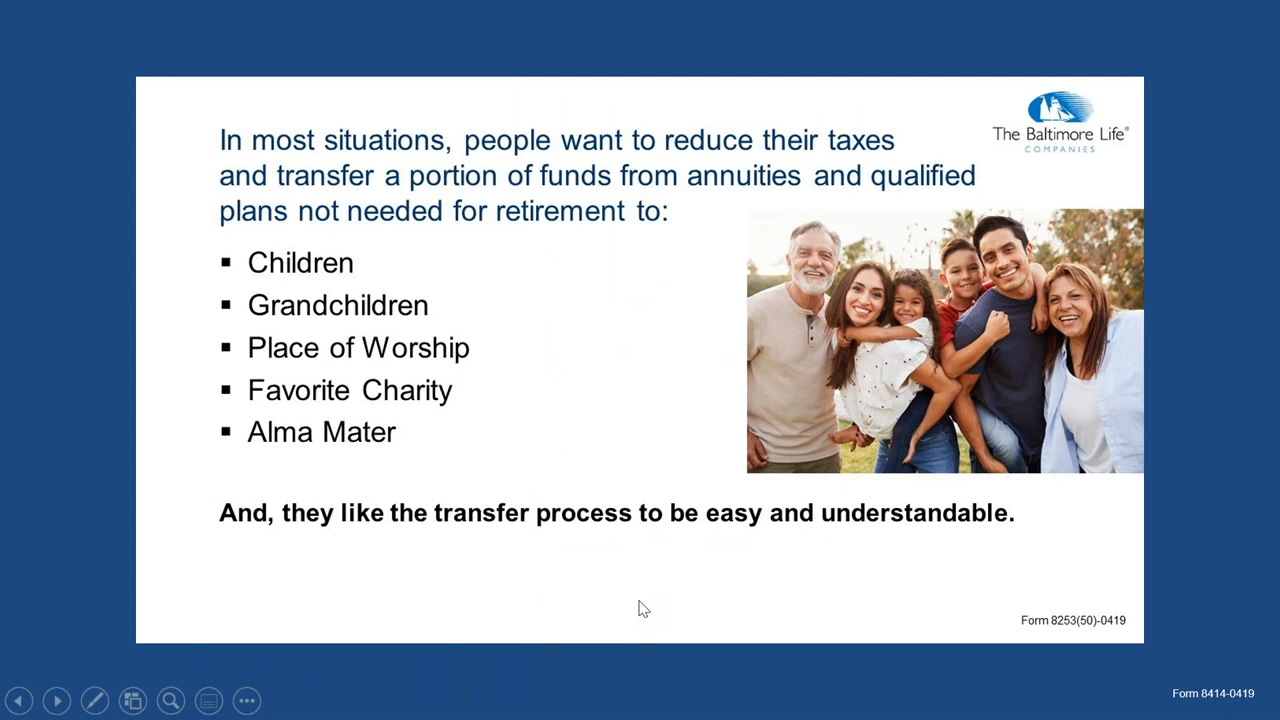 The Baltimore Life®
COMPANIES
In most situations, people want to reduce their taxes
and transfer a portion of funds from annuities and qualified
plans not needed for retirement to:
▪ Children
▪ Grandchildren
▪ Place of Worship
▪ Favorite Charity
▪ Alma Mater
And, they like the transfer process to be easy and understandable.
Form 8253(50)-0419
Form 8414-0419